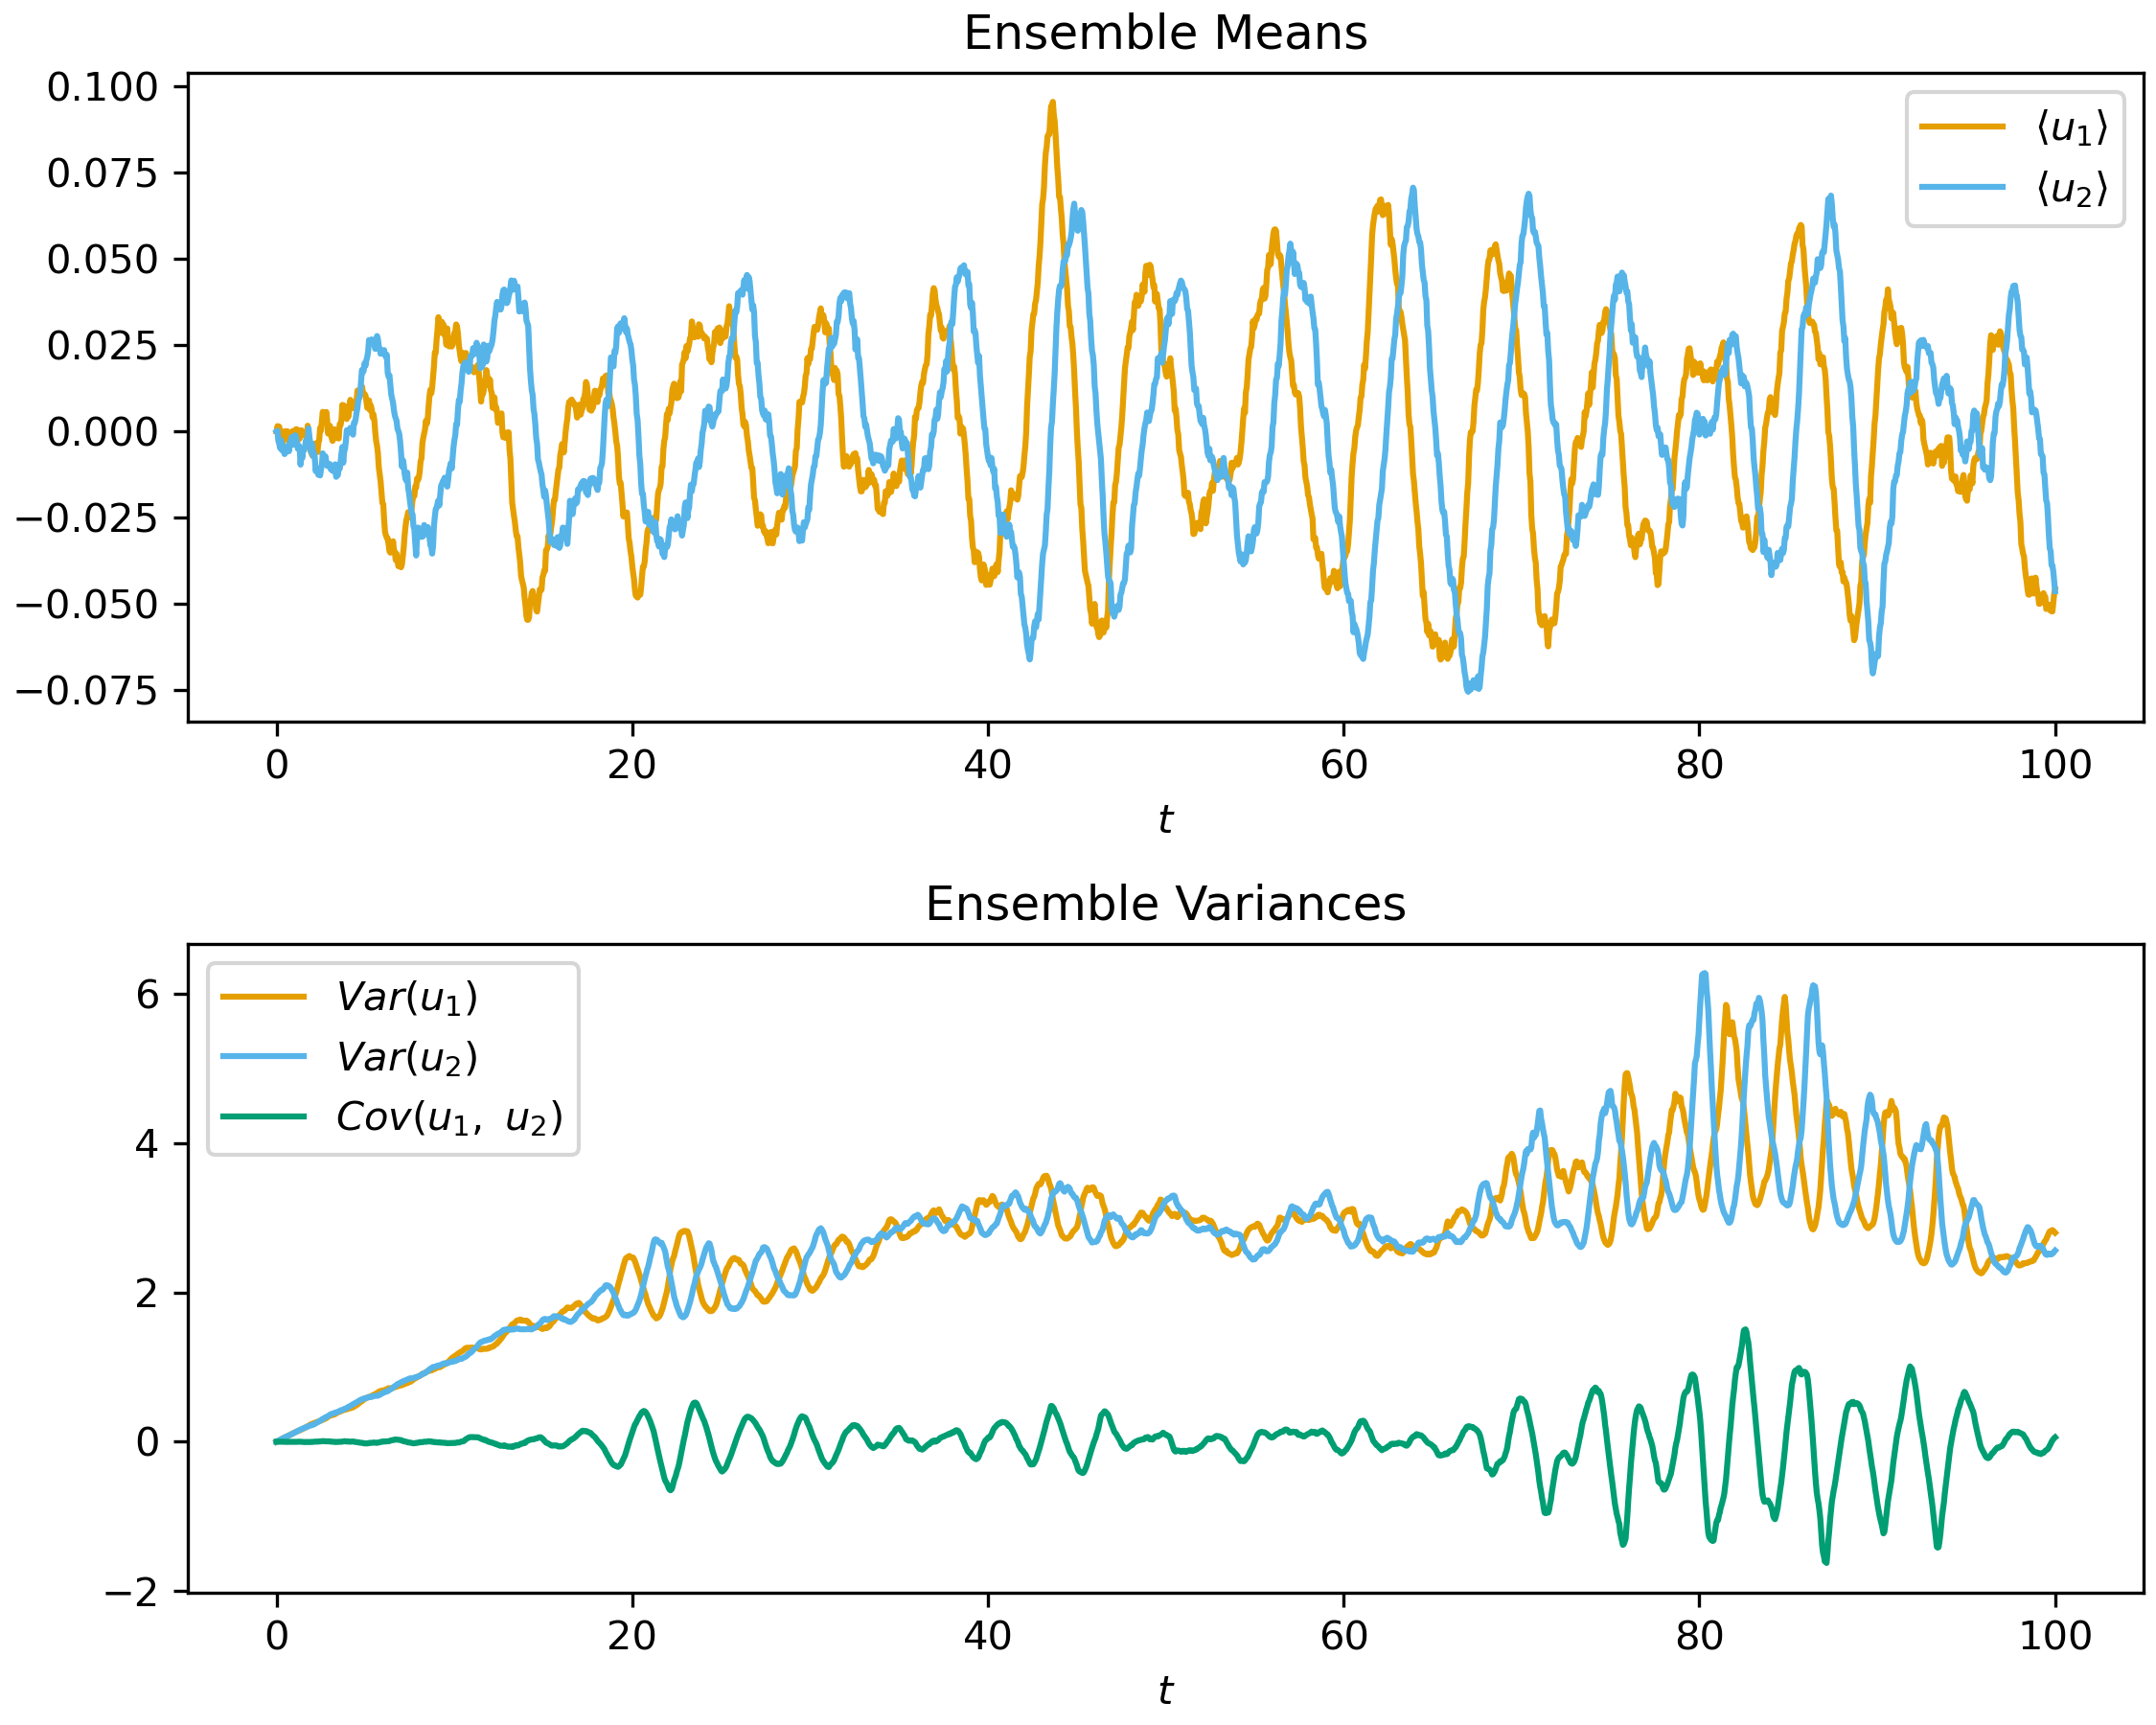 Ensemble Means
0.100
0.075
0.050
0.025
0.000
−0.025
−0.050
−0.075
⟨u₁⟩
⟨u₂⟩
0 20 40 60 80 100
t
Ensemble Variances
6
4
2
0
−2
Var(u₁)
Var(u₂)
Cov(u₁, u₂)
0 20 40 60 80 100
t